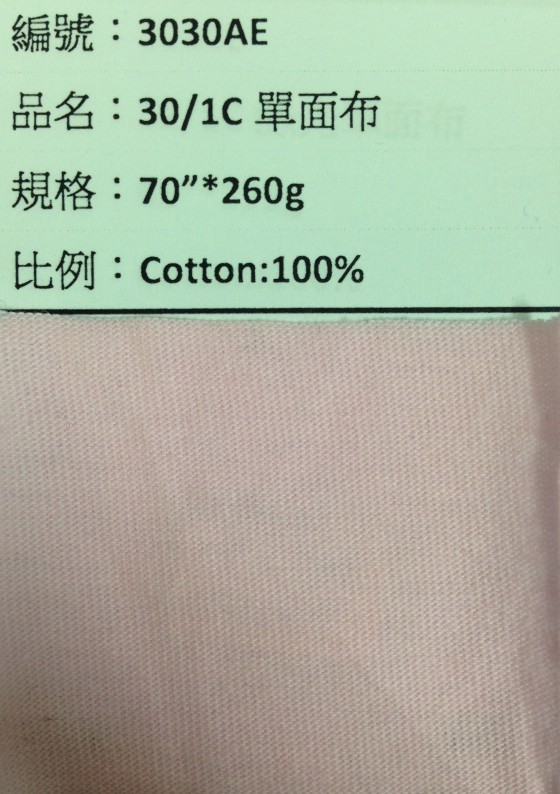 編號：3030AE
品名：30/1C 單面布
規格：70”*260g
比例：Cotton:100%